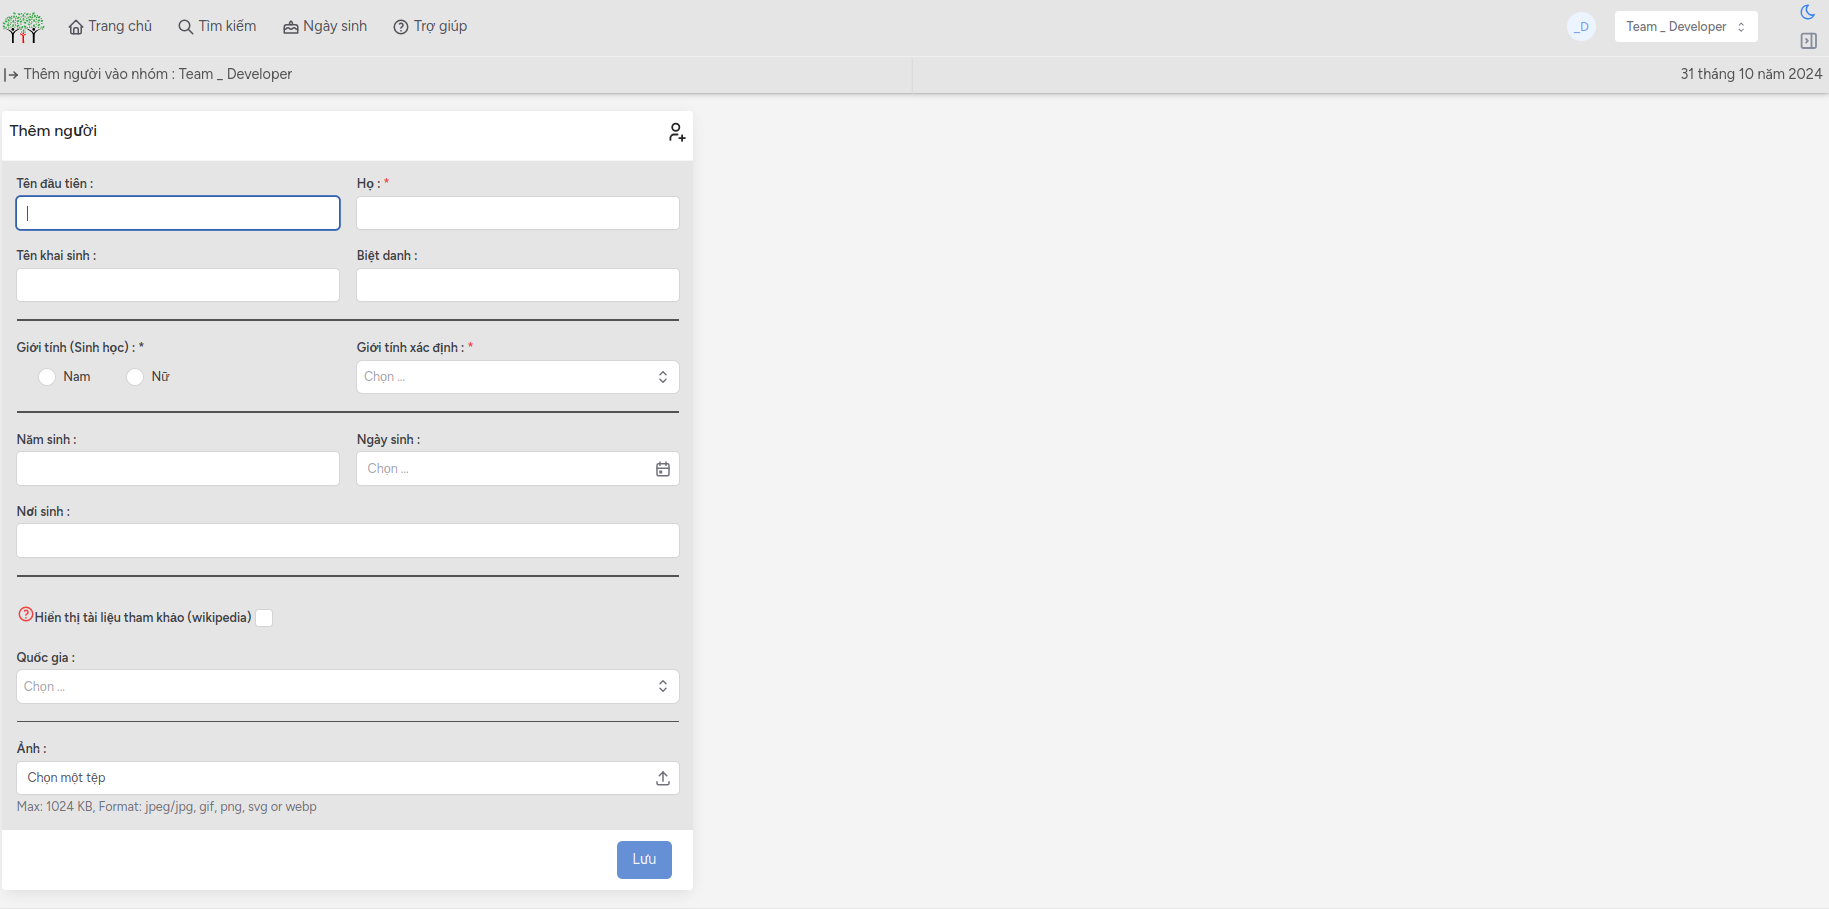 Trang chủ Tìm kiếm Ngày sinh Trợ giúp _D Team _ Developer
Thêm người vào nhóm : Team _ Developer 31 tháng 10 năm 2024
Thêm người
Tên đầu tiên : Họ : *
Tên khai sinh : Biệt danh :
Giới tính (Sinh học) : * Giới tính xác định : *
Nam Nữ Chọn ...
Năm sinh : Ngày sinh :
Chọn ...
Nơi sinh :
Hiển thị tài liệu tham khảo (wikipedia)
Quốc gia :
Chọn ...
Ảnh :
Chọn một tệp
Max: 1024 KB, Format: jpeg/jpg, gif, png, svg or webp
Lưu